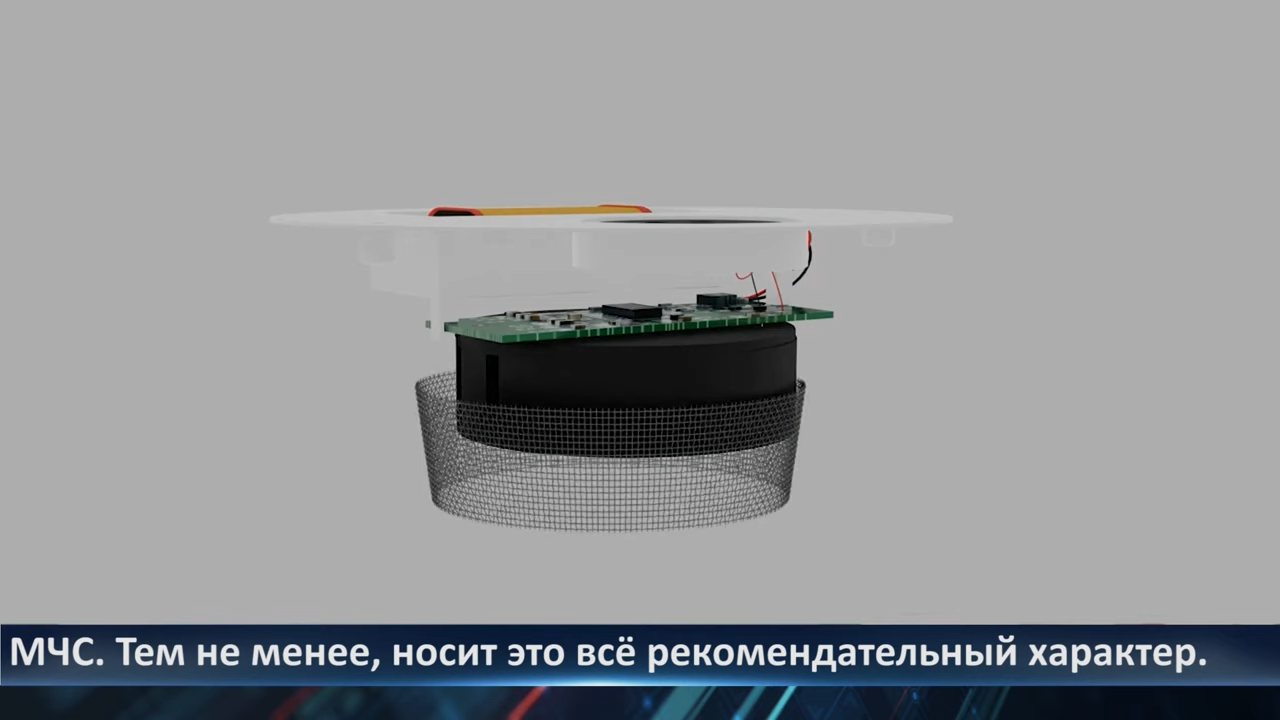 МЧС. Тем не менее, носит это всё рекомендательный характер.